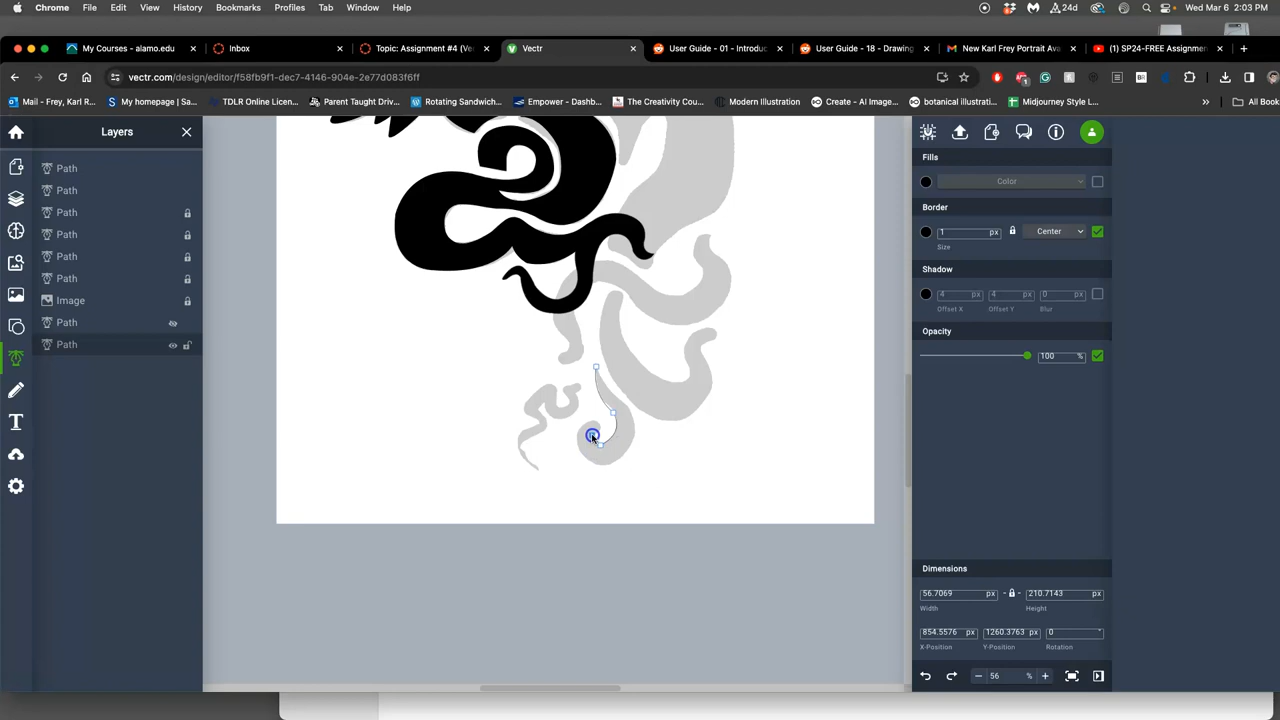 Chrome File Edit View History Bookmarks Profiles Tab Window Help 24d Wed Mar 6 2:03 PM
My Courses - alamo.edu Inbox Topic: Assignment #4 (Ve Vectr User Guide - 01 - Introduc User Guide - 18 - Drawing New Karl Frey Portrait Ava (1) SP24-FREE Assignmen
vectr.com/design/editor/f58fb9f1-dec7-4146-904e-2e77d083f6ff
Mail - Frey, Karl R... My homepage | Sa... TDLR Online Licen... Parent Taught Driv... Rotating Sandwich... Empower - Dashb... The Creativity Cou... Modern Illustration Create - AI Image... botanical illustrati... Midjourney Style L... » All Book
Layers
Path
Path
Path
Path
Path
Path
Image
Path
Path
Fills
Color
Border
1 px Center
Size
Shadow
4 px 4 px 0 px
Offset X Offset Y Blur
Opacity
100 %
Dimensions
56.7069 px 210.7143 px
Width Height
854.5576 px 1260.3763 px 0 °
X-Position Y-Position Rotation
56 %